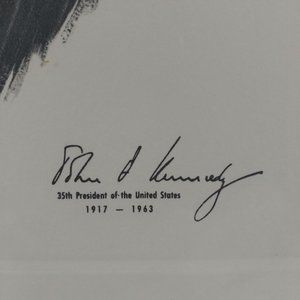 John F Kennedy
35th President of the United States
1917 — 1963